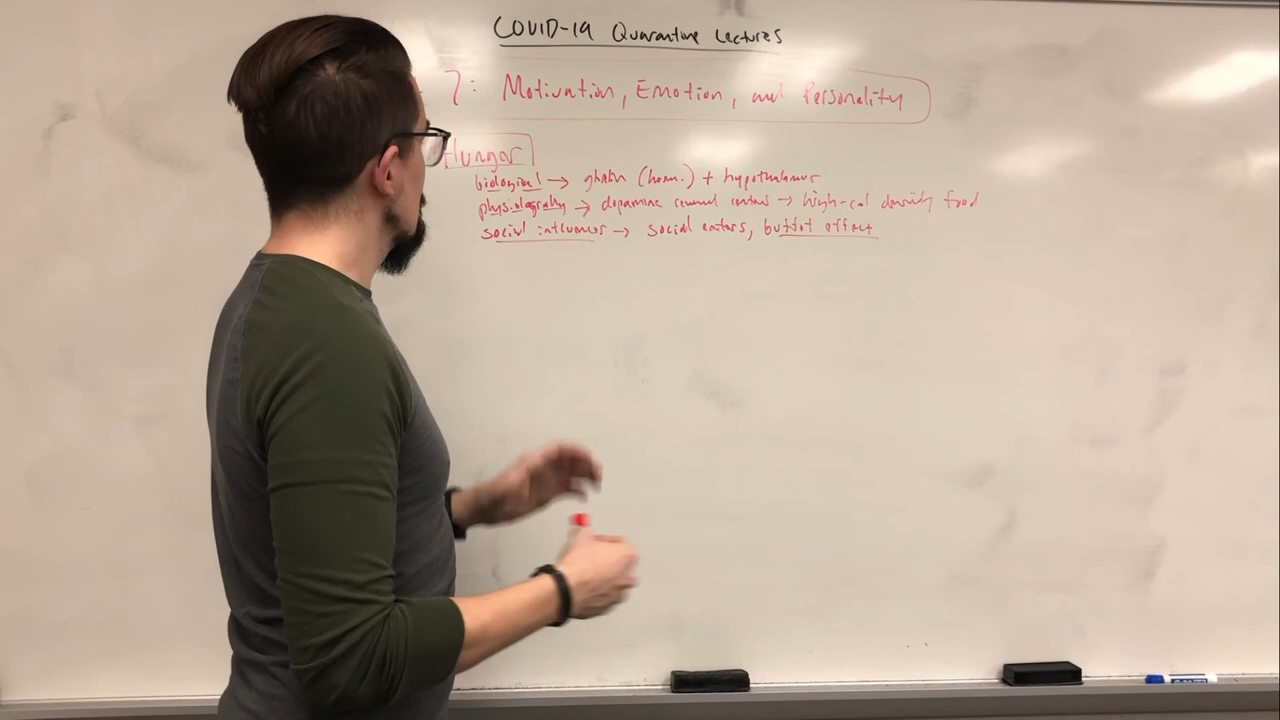 COVID-19 Quarantine Lectures
7: Motivation, Emotion, and Personality
Hunger
biological → ghrelin (horm.) + hypothalamus
physiologically → dopamine reward centers → high-cal density food
social influences → social eaters, buffet effect